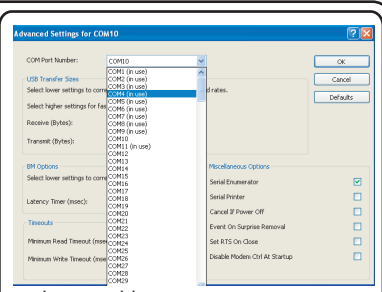 Advanced Settings for COM10
COM Port Number:
COM10
OK
Cancel
Defaults
USB Transfer Sizes
Select lower settings to corre
d rates.
Select higher settings for fas
Receive (Bytes):
Transmit (Bytes):
COM1 (in use)
COM2 (in use)
COM3 (in use)
COM4 (in use)
COM5 (in use)
COM6 (in use)
COM7 (in use)
COM8 (in use)
COM9 (in use)
COM10
COM11 (in use)
COM12
COM13
COM14
COM15
COM16
COM17
COM18
COM19
COM20
COM21
COM22
COM23
COM24
COM25
COM26
COM27
COM28
COM29
BM Options
Select lower settings to corre
Latency Timer (msec):
Timeouts
Minimum Read Timeout (mse
Minimum Write Timeout (mse
Miscellaneous Options
Serial Enumerator
Serial Printer
Cancel If Power Off
Event On Surprise Removal
Set RTS On Close
Disable Modem Ctrl At Startup